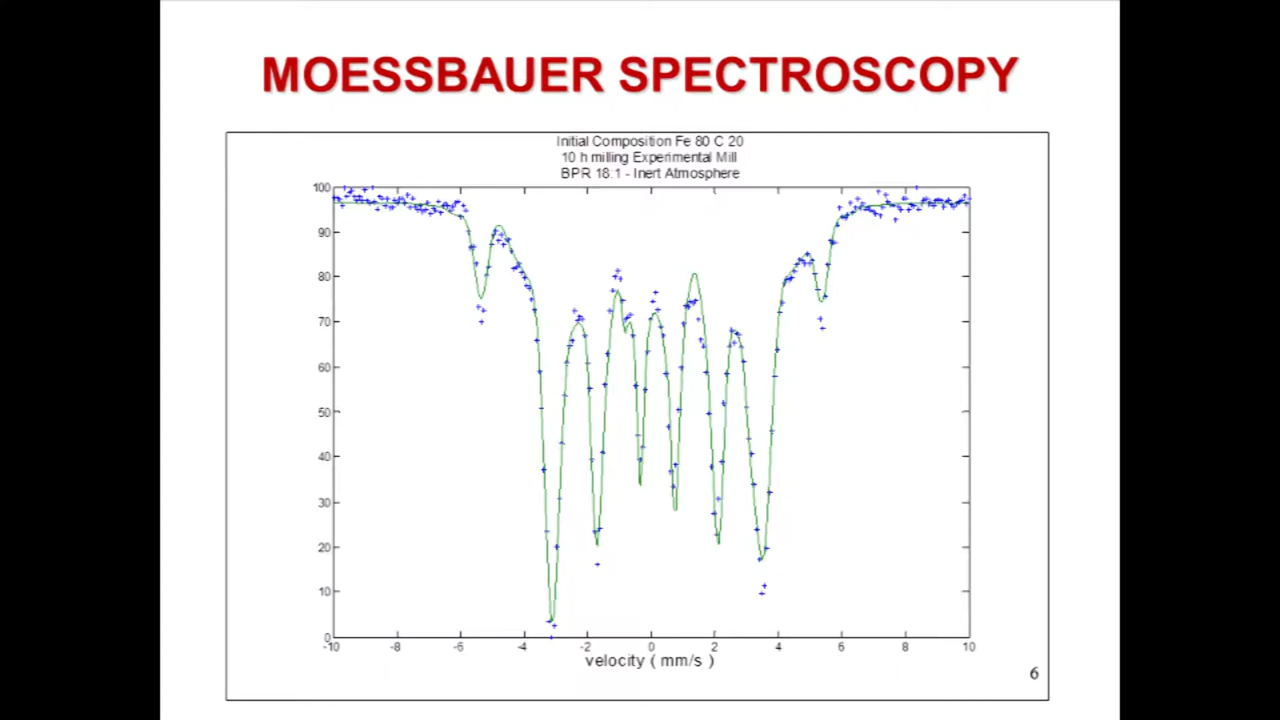 MOESSBAUER SPECTROSCOPY
Initial Composition Fe 80 C 20
10 h milling Experimental Mill
BPR 18:1 - Inert Atmosphere
100
90
80
70
60
50
40
30
20
10
0
-10 -8 -6 -4 -2 0 2 4 6 8 10
velocity ( mm/s )
6